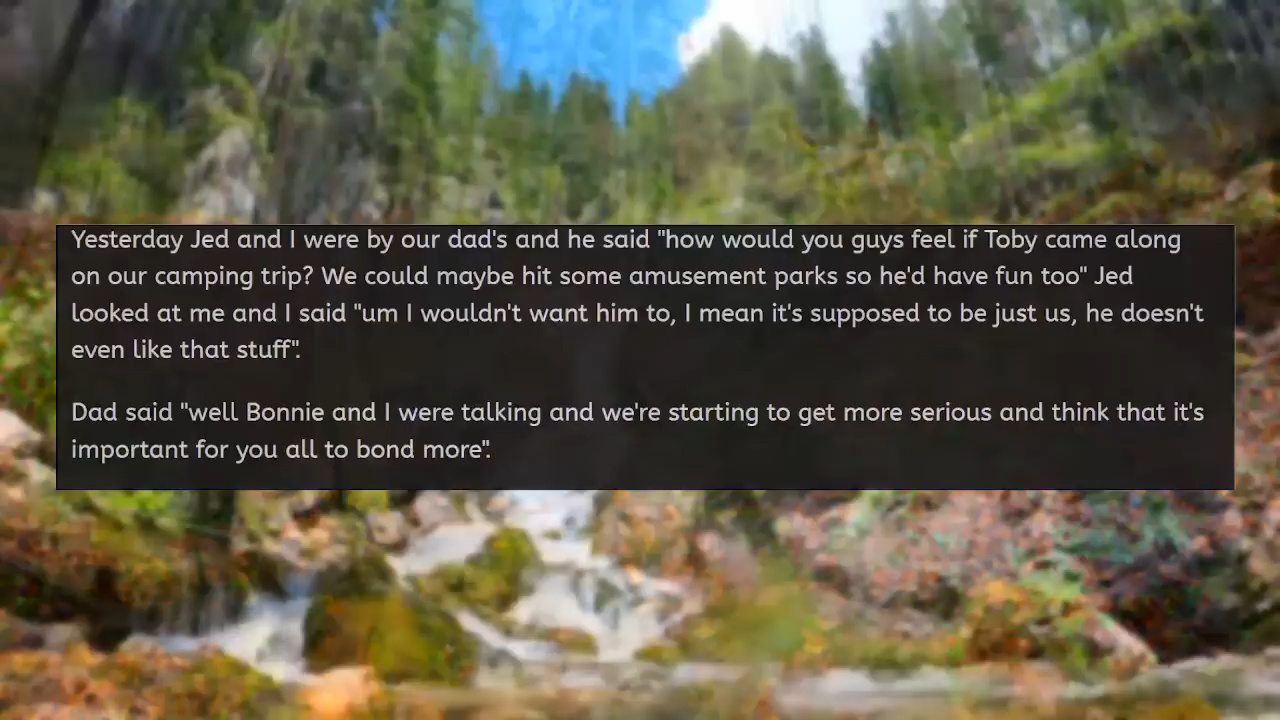 Yesterday Jed and I were by our dad's and he said "how would you guys feel if Toby came along
on our camping trip? We could maybe hit some amusement parks so he'd have fun too" Jed
looked at me and I said "um I wouldn't want him to, I mean it's supposed to be just us, he doesn't
even like that stuff".
Dad said "well Bonnie and I were talking and we're starting to get more serious and think that it's
important for you all to bond more".